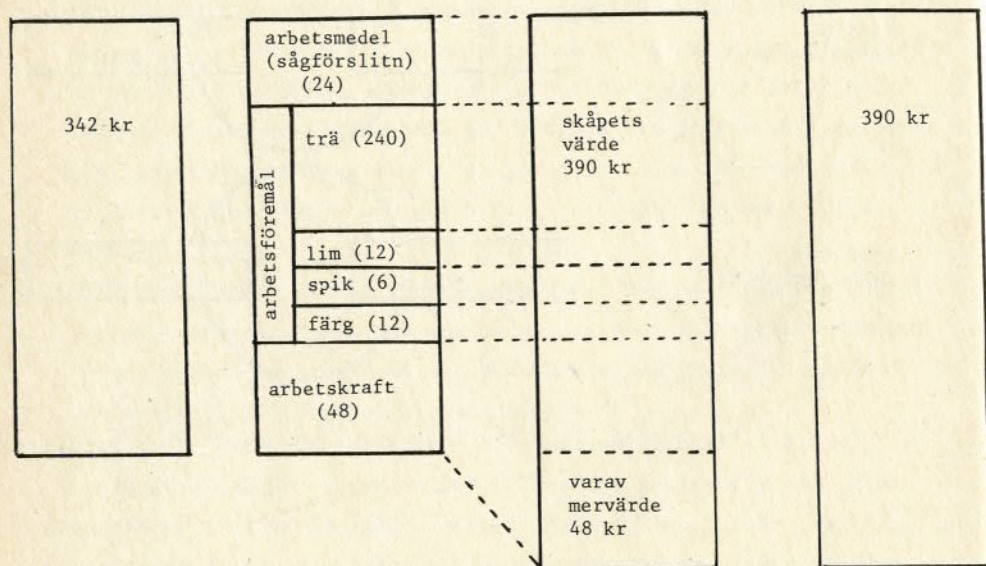 342 kr
arbetsmedel
(sågförslitn)
(24)
arbetsföremål
trä (240)
lim (12)
spik (6)
färg (12)
arbetskraft
(48)
skåpets
värde
390 kr
varav
mervärde
48 kr
390 kr